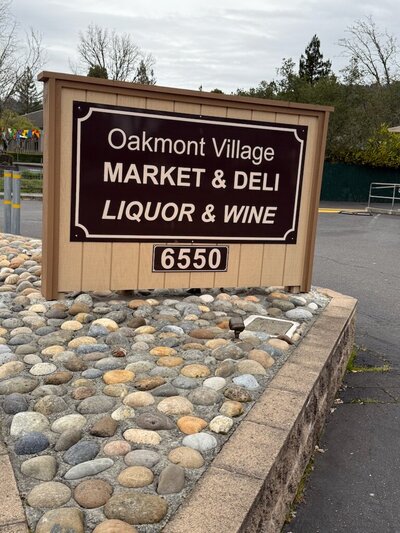 Oakmont Village
MARKET & DELI
LIQUOR & WINE
6550